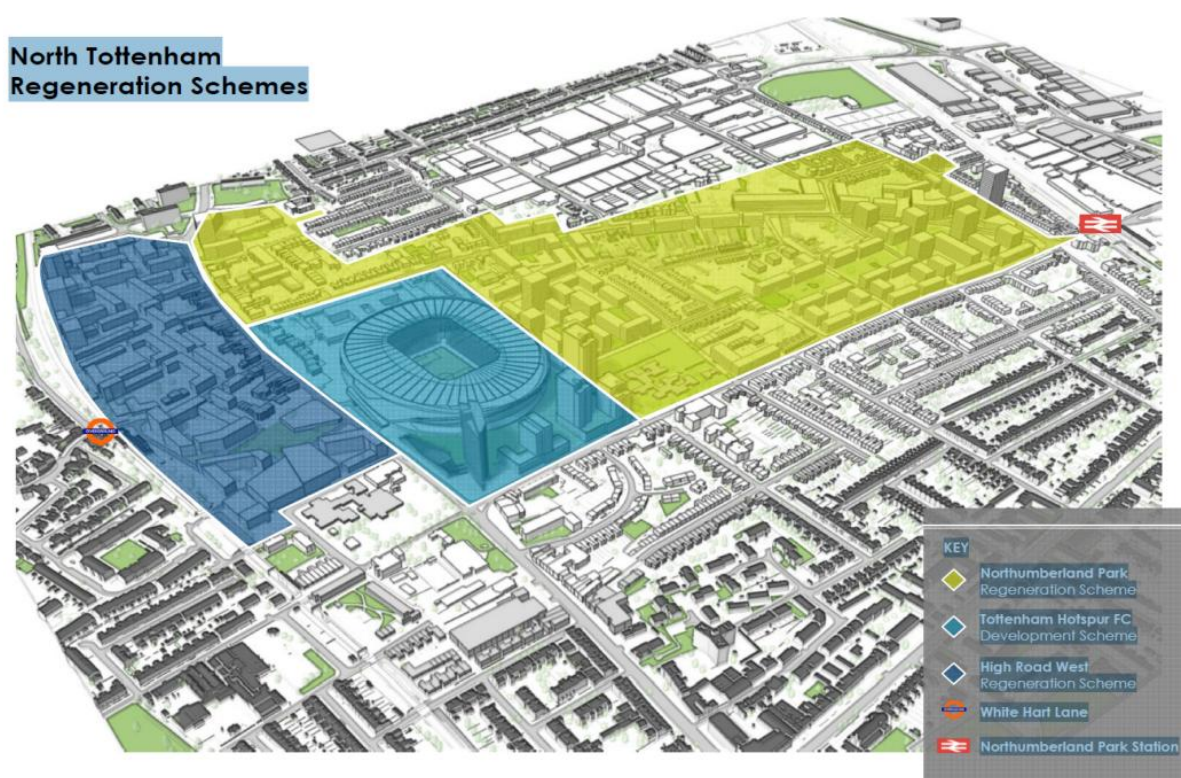 North Tottenham
Regeneration Schemes
KEY
Northumberland Park
Regeneration Scheme
Tottenham Hotspur FC
Development Scheme
High Road West
Regeneration Scheme
White Hart Lane
Northumberland Park Station